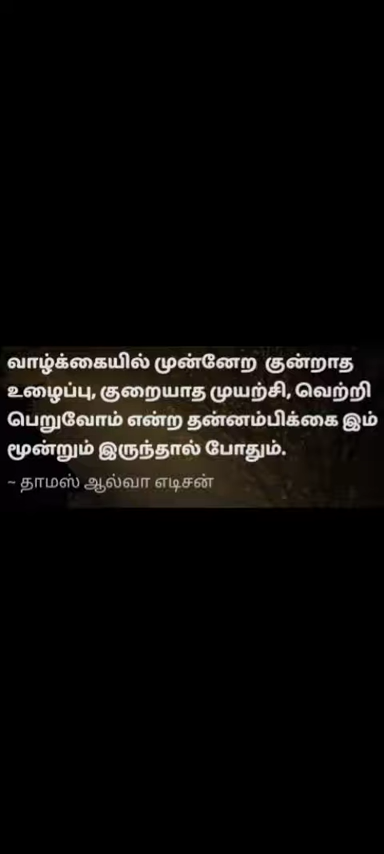 வாழ்க்கையில் முன்னேற குன்றாத
உழைப்பு, குறையாத முயற்சி, வெற்றி
பெறுவோம் என்ற தன்னம்பிக்கை இம்
மூன்றும் இருந்தால் போதும்.
~ தாமஸ் ஆல்வா எடிசன்